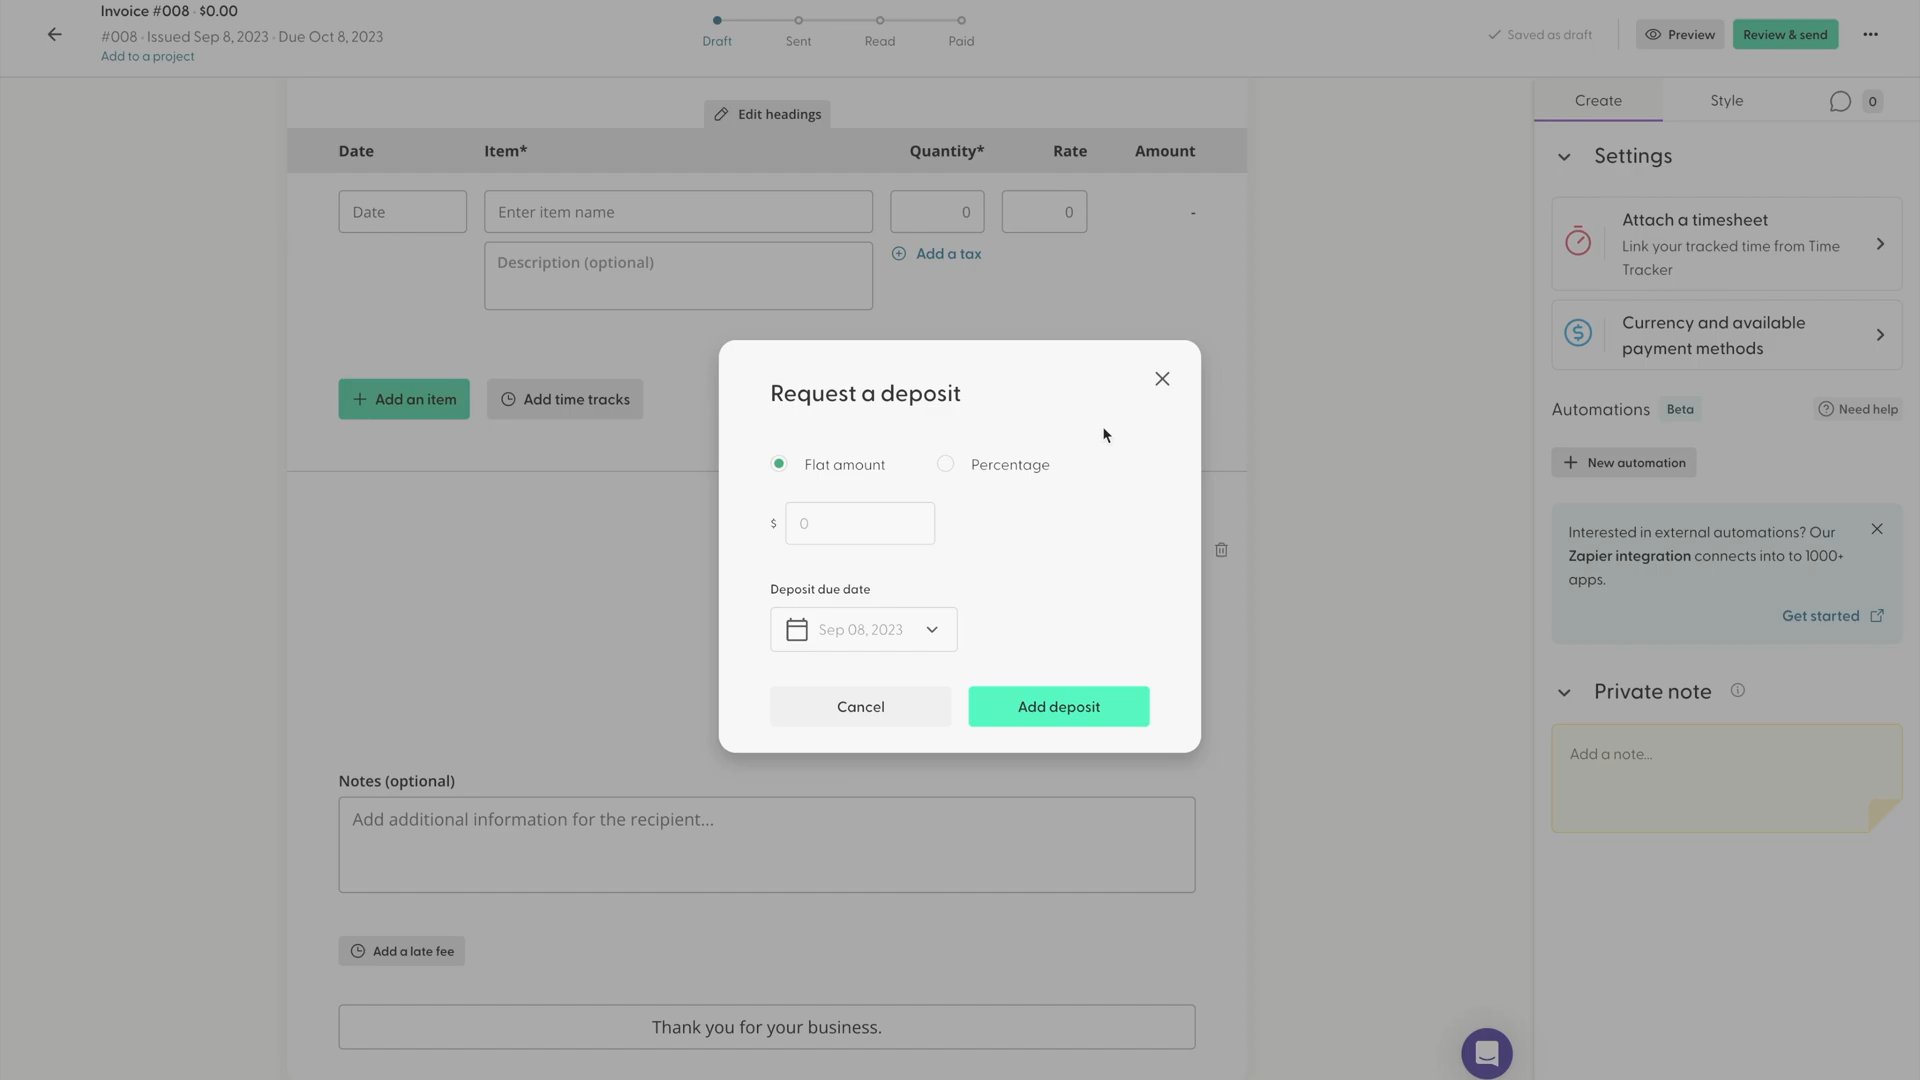 Invoice #008 · $0.00
#008 · Issued Sep 8, 2023 · Due Oct 8, 2023
Add to a project
Draft
Sent
Read
Paid
Saved as draft
Preview
Review & send
Edit headings
Date
Item*
Quantity*
Rate
Amount
Date
Enter item name
0
0
-
Description (optional)
Add a tax
Add an item
Add time tracks
Request a deposit
Flat amount
Percentage
$
0
Deposit due date
Sep 08, 2023
Cancel
Add deposit
Notes (optional)
Add additional information for the recipient...
Add a late fee
Thank you for your business.
Create
Style
0
Settings
Attach a timesheet
Link your tracked time from Time
Tracker
Currency and available
payment methods
Automations
Beta
Need help
New automation
Interested in external automations? Our
Zapier integration connects into to 1000+
apps.
Get started
Private note
Add a note...